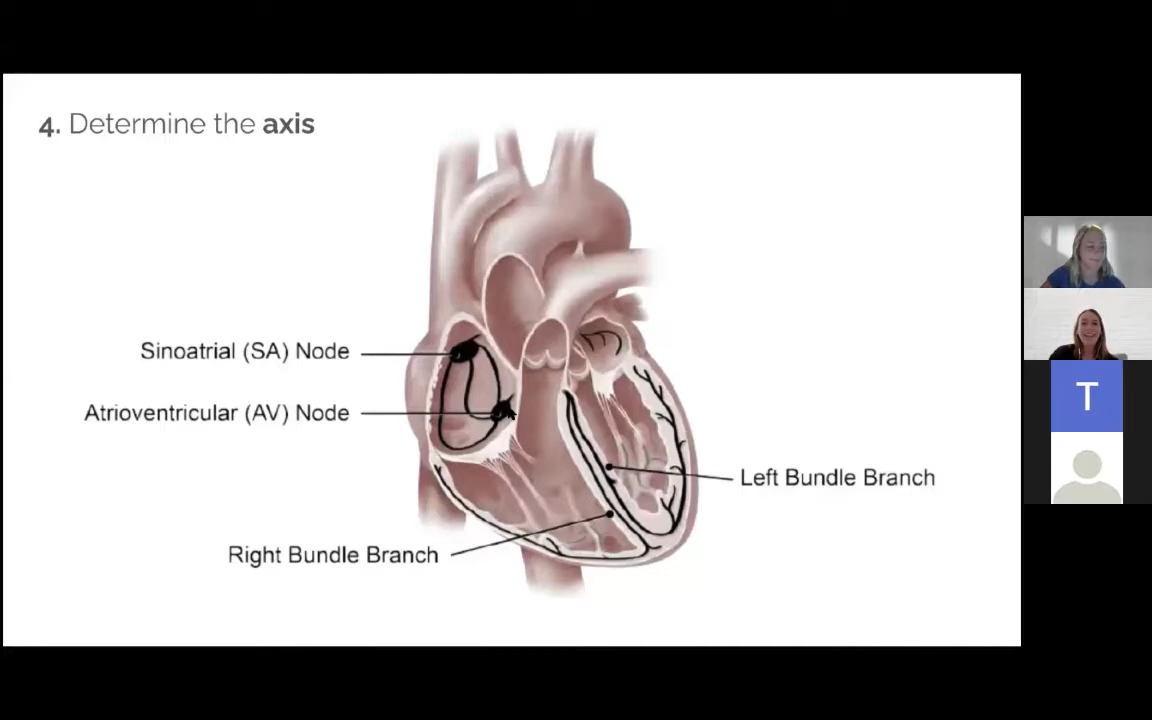 4. Determine the axis
Sinoatrial (SA) Node
Atrioventricular (AV) Node
Left Bundle Branch
Right Bundle Branch
T